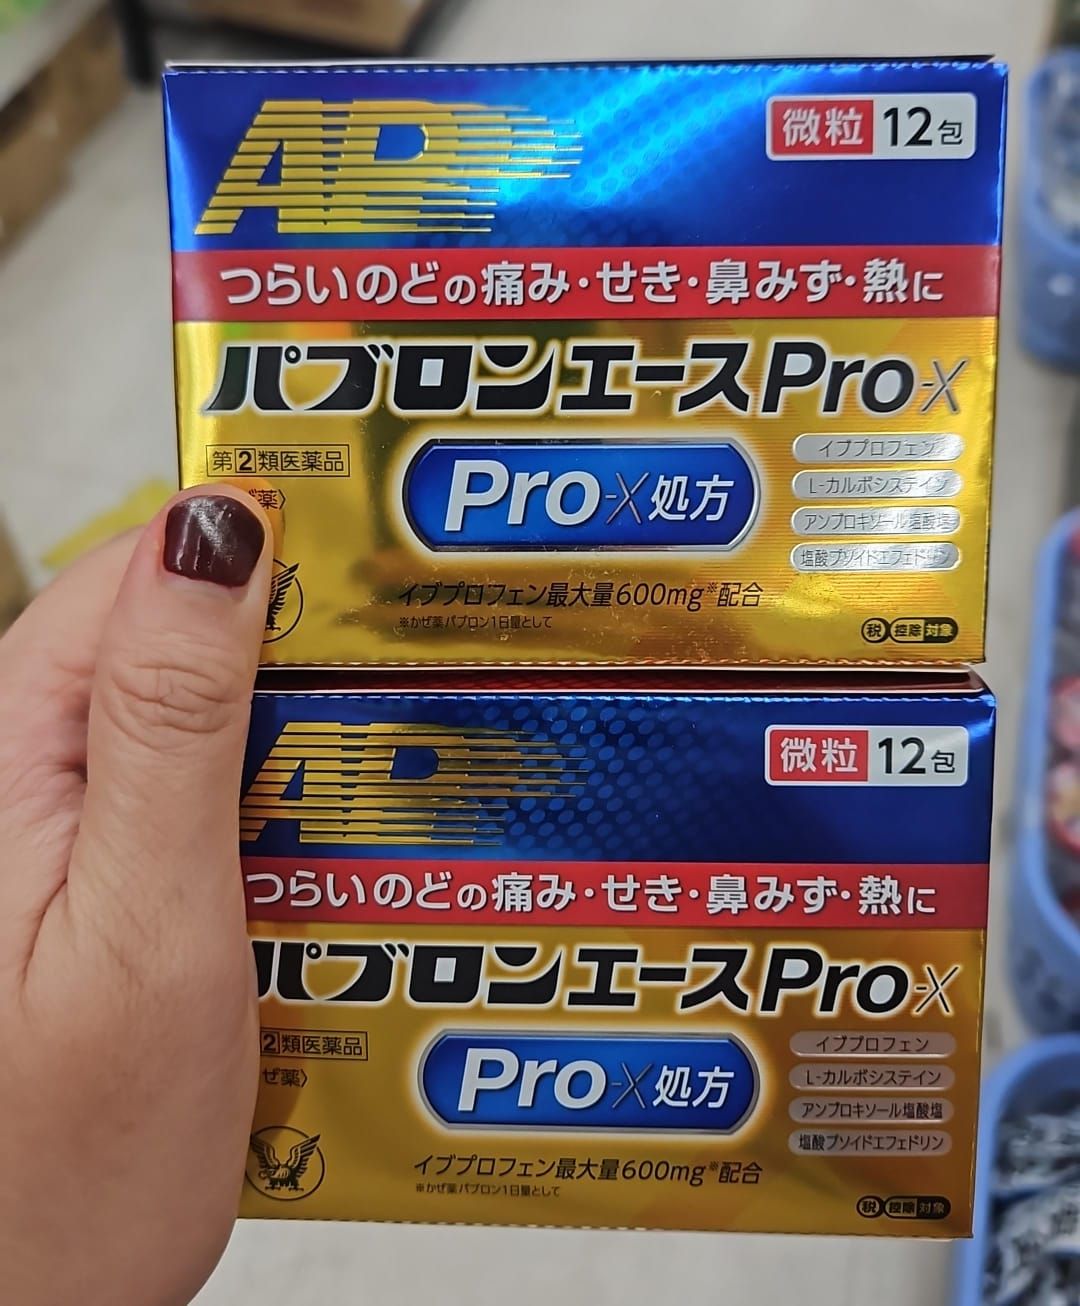 AP
微粒 12包
つらいのどの痛み・せき・鼻みず・熱に
パブロンエースPro-X
第②類医薬品
薬〉
Pro-X処方
イブプロフェン
L-カルボシステイン
アンブロキソール塩酸塩
塩酸プソイドエフェドリン
イブプロフェン最大量600mg※配合
※かぜ薬パブロン1日量として
税 控除対象
AP
微粒 12包
つらいのどの痛み・せき・鼻みず・熱に
パブロンエースPro-X
②類医薬品
ぜ薬〉
Pro-X処方
イブプロフェン
L-カルボシステイン
アンブロキソール塩酸塩
塩酸プソイドエフェドリン
イブプロフェン最大量600mg※配合
※かぜ薬パブロン1日量として
税 控除対象